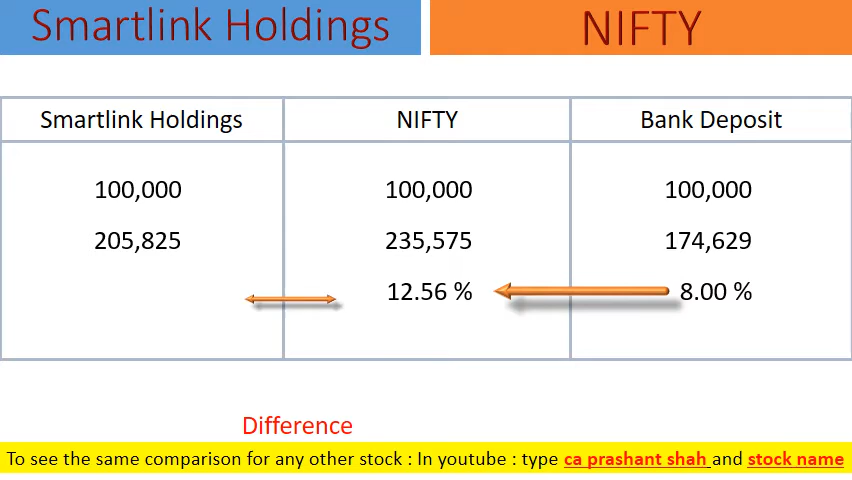 Smartlink Holdings NIFTY
Smartlink Holdings NIFTY Bank Deposit
100,000 100,000 100,000
205,825 235,575 174,629
12.56 % 8.00 %
Difference
To see the same comparison for any other stock : In youtube : type ca prashant shah and stock name